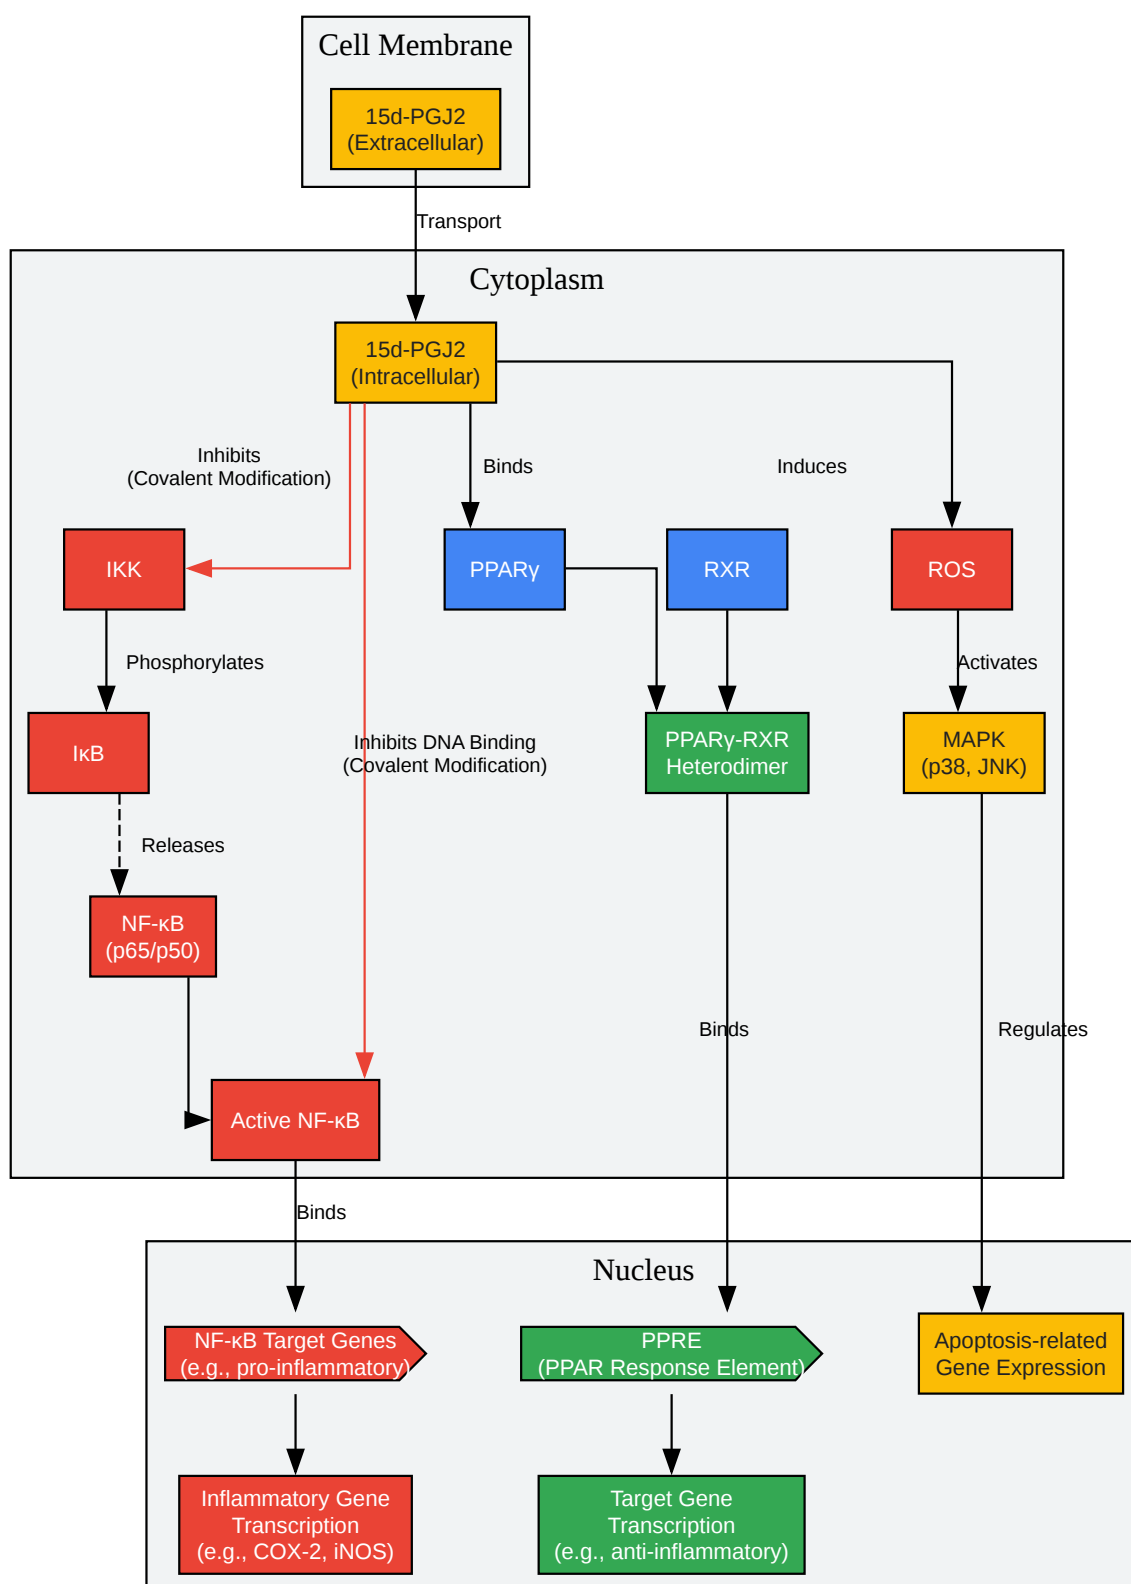 Cell Membrane
15d-PGJ2
(Extracellular)
Transport
Cytoplasm
15d-PGJ2
(Intracellular)
Inhibits
(Covalent Modification)
Binds
Induces
IKK
PPARγ
RXR
ROS
Phosphorylates
Activates
IκB
Inhibits DNA Binding
(Covalent Modification)
PPARγ-RXR
Heterodimer
MAPK
(p38, JNK)
Releases
NF-κB
(p65/p50)
Binds
Regulates
Active NF-κB
Binds
Nucleus
NF-κB Target Genes
(e.g., pro-inflammatory)
PPRE
(PPAR Response Element)
Apoptosis-related
Gene Expression
Inflammatory Gene
Transcription
(e.g., COX-2, iNOS)
Target Gene
Transcription
(e.g., anti-inflammatory)